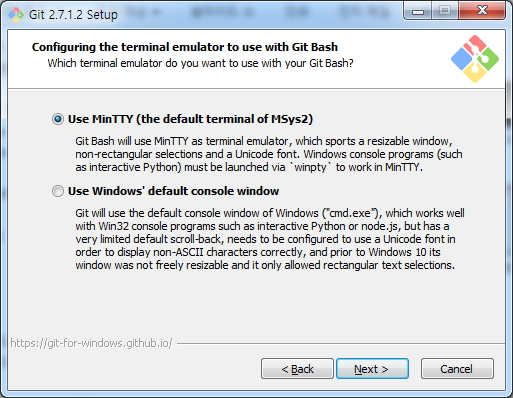 Git 2.7.1.2 Setup
Configuring the terminal emulator to use with Git Bash
Which terminal emulator do you want to use with your Git Bash?
Use MinTTY (the default terminal of MSys2)
Git Bash will use MinTTY as terminal emulator, which sports a resizable window,
non-rectangular selections and a Unicode font. Windows console programs (such
as interactive Python) must be launched via `winpty` to work in MinTTY.
Use Windows' default console window
Git will use the default console window of Windows ("cmd.exe"), which works well
with Win32 console programs such as interactive Python or node.js, but has a
very limited default scroll-back, needs to be configured to use a Unicode font in
order to display non-ASCII characters correctly, and prior to Windows 10 its
window was not freely resizable and it only allowed rectangular text selections.
https://git-for-windows.github.io/
< Back
Next >
Cancel